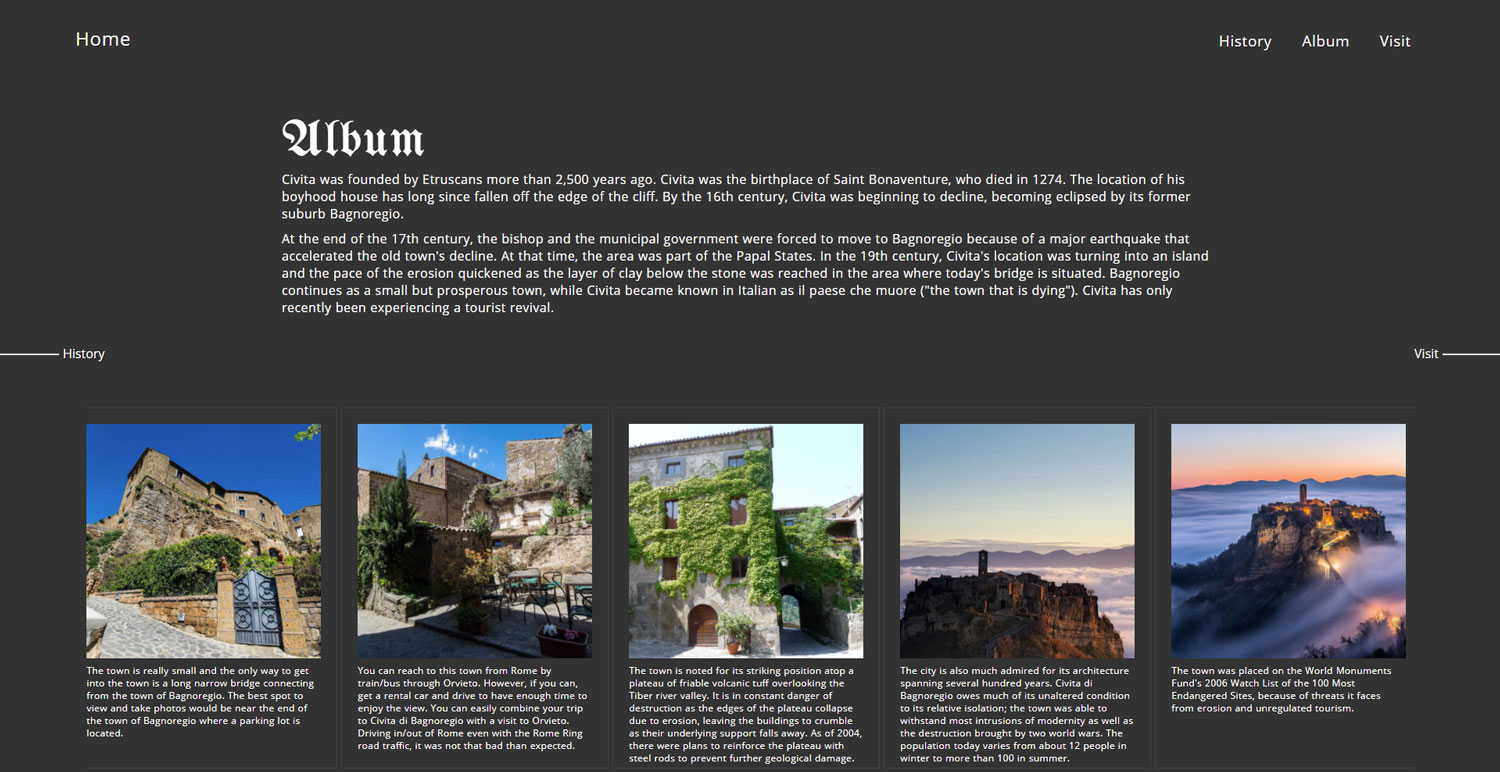 Home
History Album Visit
Album
Civita was founded by Etruscans more than 2,500 years ago. Civita was the birthplace of Saint Bonaventure, who died in 1274. The location of his
boyhood house has long since fallen off the edge of the cliff. By the 16th century, Civita was beginning to decline, becoming eclipsed by its former
suburb Bagnoregio.
At the end of the 17th century, the bishop and the municipal government were forced to move to Bagnoregio because of a major earthquake that
accelerated the old town's decline. At that time, the area was part of the Papal States. In the 19th century, Civita's location was turning into an island
and the pace of the erosion quickened as the layer of clay below the stone was reached in the area where today's bridge is situated. Bagnoregio
continues as a small but prosperous town, while Civita became known in Italian as il paese che muore ("the town that is dying"). Civita has only
recently been experiencing a tourist revival.
History
Visit
The town is really small and the only way to get
into the town is a long narrow bridge connecting
from the town of Bagnoregio. The best spot to
view and take photos would be near the end of
the town of Bagnoregio where a parking lot is
located.
You can reach to this town from Rome by
train/bus through Orvieto. However, if you can,
get a rental car and drive to have enough time to
enjoy the view. You can easily combine your trip
to Civita di Bagnoregio with a visit to Orvieto.
Driving in/out of Rome even with the Rome Ring
road traffic, it was not that bad than expected.
The town is noted for its striking position atop a
plateau of friable volcanic tuff overlooking the
Tiber river valley. It is in constant danger of
destruction as the edges of the plateau collapse
due to erosion, leaving the buildings to crumble
as their underlying support falls away. As of 2004,
there were plans to reinforce the plateau with
steel rods to prevent further geological damage.
The city is also much admired for its architecture
spanning several hundred years. Civita di
Bagnoregio owes much of its unaltered condition
to its relative isolation; the town was able to
withstand most intrusions of modernity as well as
the destruction brought by two world wars. The
population today varies from about 12 people in
winter to more than 100 in summer.
The town was placed on the World Monuments
Fund's 2006 Watch List of the 100 Most
Endangered Sites, because of threats it faces
from erosion and unregulated tourism.